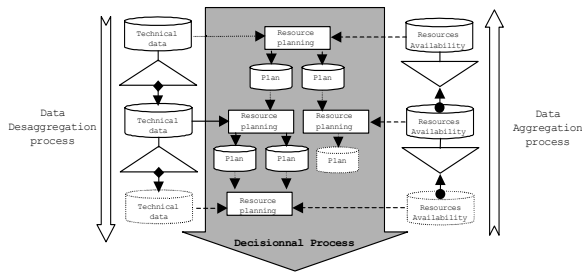 Technical
data
Resource
planning
Resources
Availability
Plan
Plan
Data
Desaggregation
process
Technical
data
Resource
planning
Resource
planning
Resources
Availability
Data
Aggregation
process
Plan
Plan
Plan
Technical
data
Resource
planning
Resources
Availability
Decisionnal Process